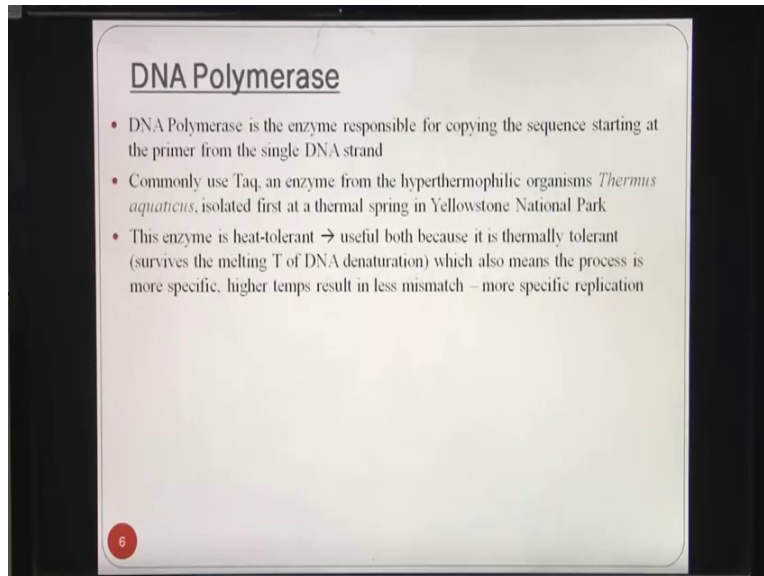 DNA Polymerase
• DNA Polymerase is the enzyme responsible for copying the sequence starting at
the primer from the single DNA strand
• Commonly use Taq, an enzyme from the hyperthermophilic organisms Thermus
aquaticus, isolated first at a thermal spring in Yellowstone National Park
• This enzyme is heat-tolerant → useful both because it is thermally tolerant
(survives the melting T of DNA denaturation) which also means the process is
more specific, higher temps result in less mismatch – more specific replication
6